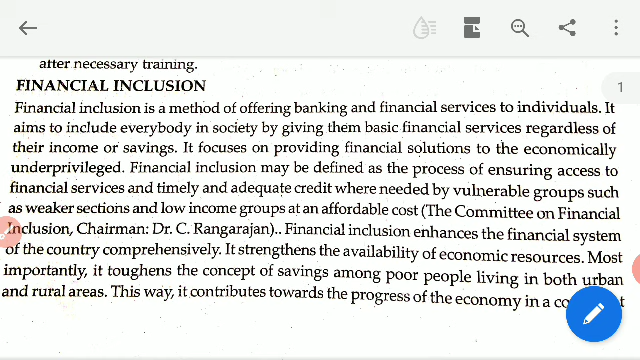 after necessary training.
FINANCIAL INCLUSION
1
Financial inclusion is a method of offering banking and financial services to individuals. It
aims to include everybody in society by giving them basic financial services regardless of
their income or savings. It focuses on providing financial solutions to the economically
underprivileged. Financial inclusion may be defined as the process of ensuring access to
financial services and timely and adequate credit where needed by vulnerable groups such
as weaker sections and low income groups at an affordable cost (The Committee on Financial
Inclusion, Chairman: Dr. C. Rangarajan).. Financial inclusion enhances the financial system
of the country comprehensively. It strengthens the availability of economic resources. Most
importantly, it toughens the concept of savings among poor people living in both urban
and rural areas. This way, it contributes towards the progress of the economy in a